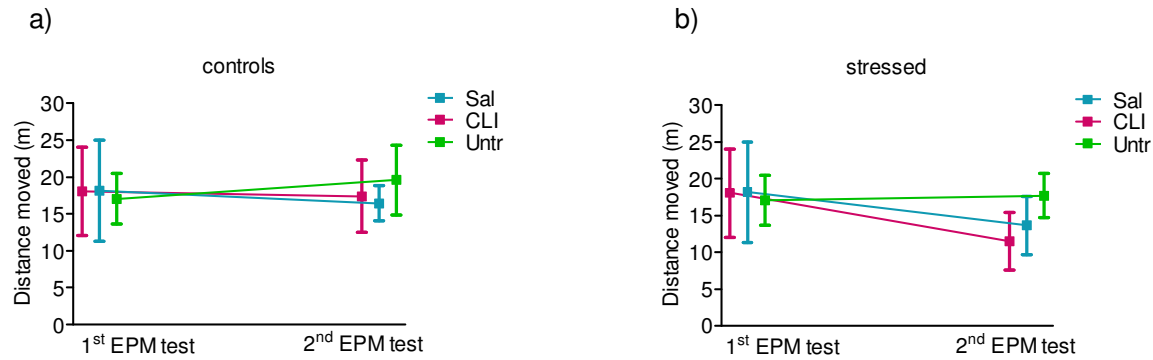 a)
controls
Distance moved (m)
30
25
20
15
10
5
0
1st EPM test
2nd EPM test
Sal
CLI
Untr
b)
stressed
Distance moved (m)
30
25
20
15
10
5
0
1st EPM test
2nd EPM test
Sal
CLI
Untr